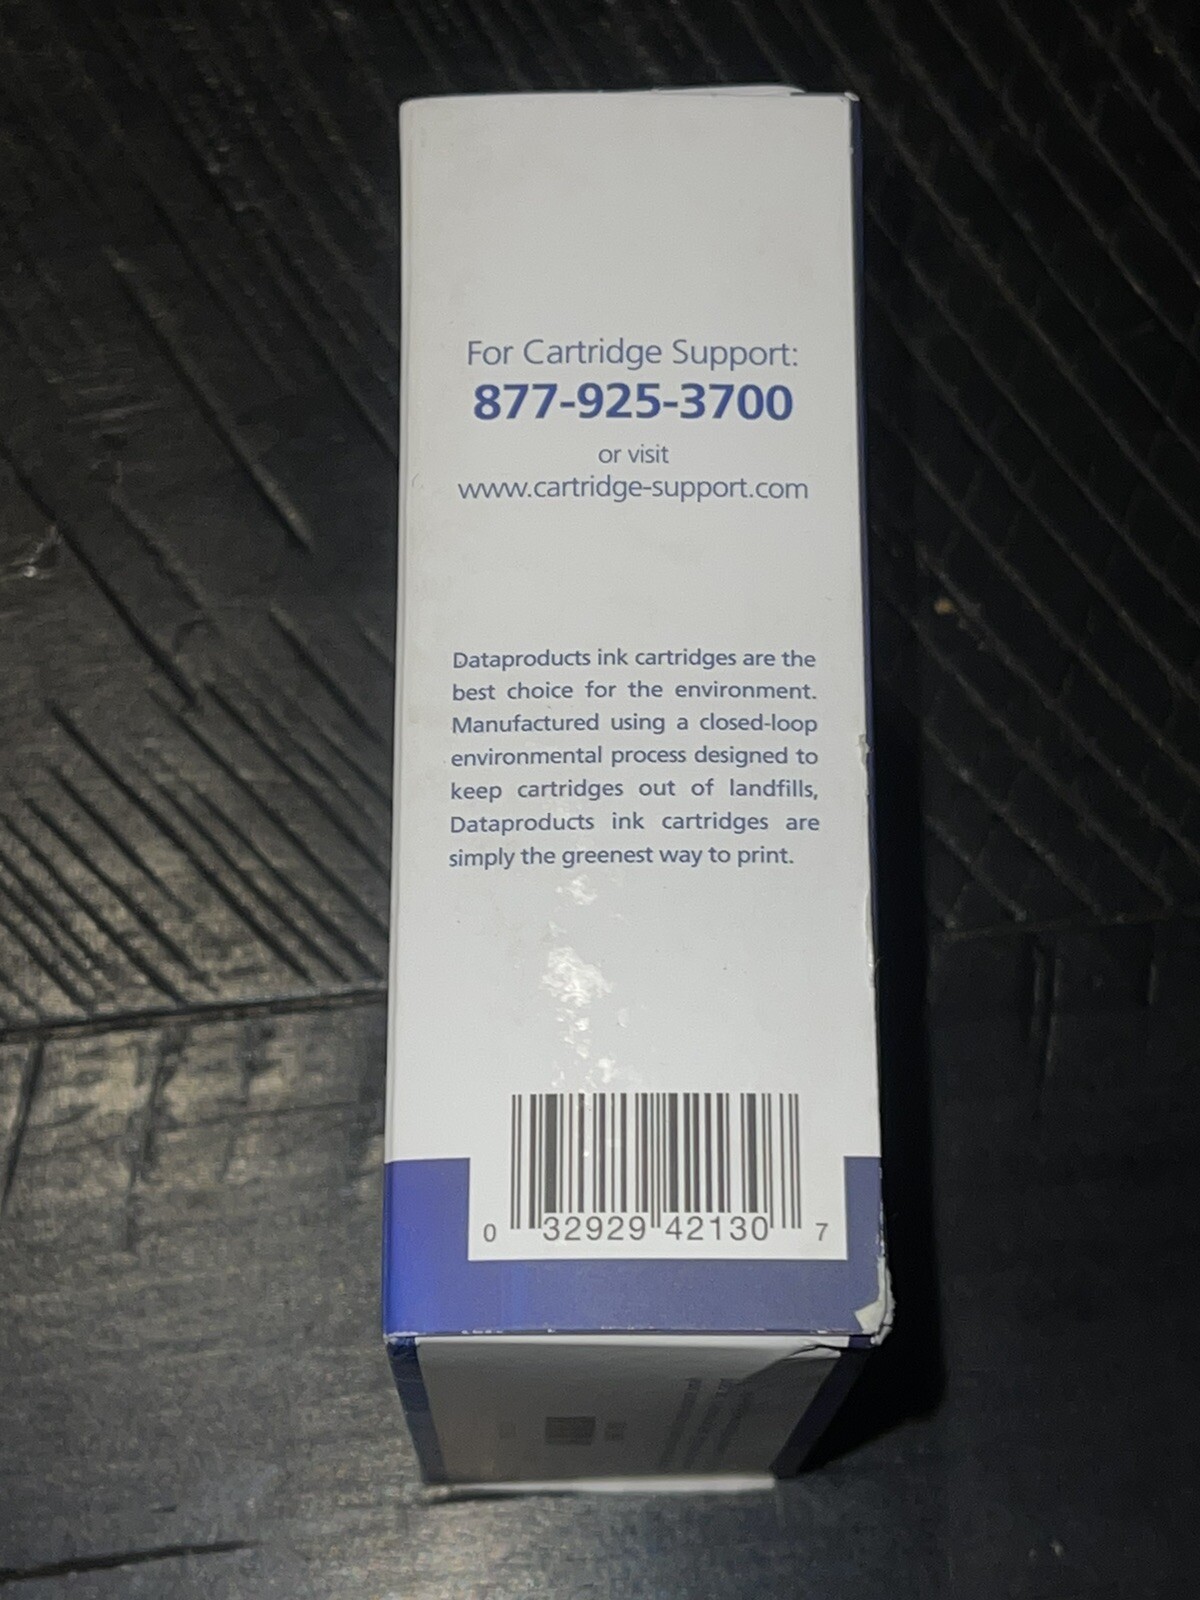 For Cartridge Support:
877-925-3700
or visit
www.cartridge-support.com
Dataproducts ink cartridges are the
best choice for the environment.
Manufactured using a closed-loop
environmental process designed to
keep cartridges out of landfills,
Dataproducts ink cartridges are
simply the greenest way to print.
0 32929 42130 7